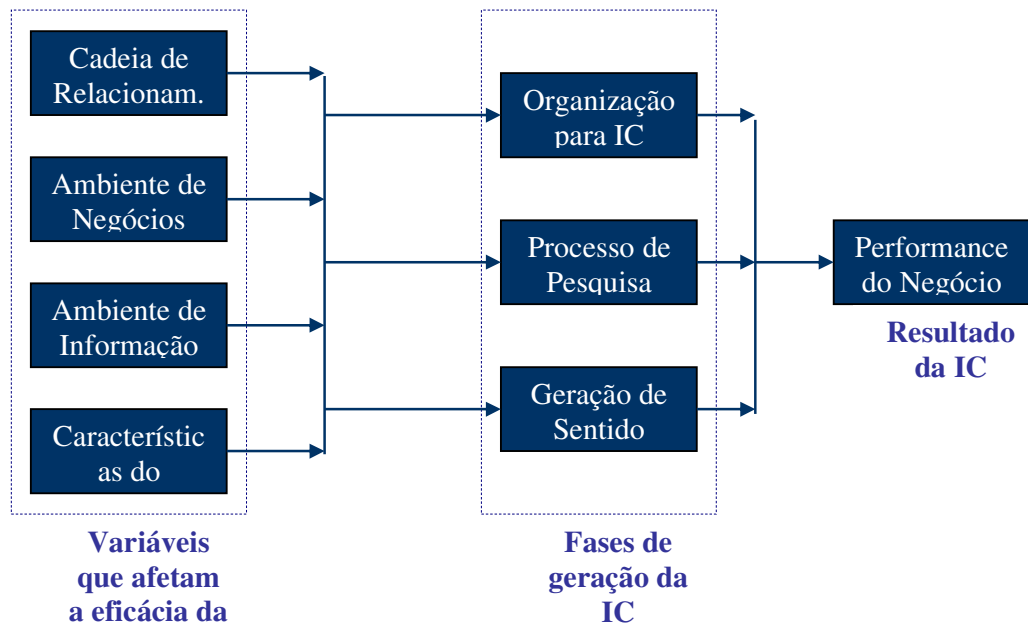 Cadeia de
Relacionam.
Ambiente de
Negócios
Ambiente de
Informação
Característic
as do
Variáveis
que afetam
a eficácia da
Organização
para IC
Processo de
Pesquisa
Geração de
Sentido
Fases de
geração da
IC
Performance
do Negócio
Resultado
da IC